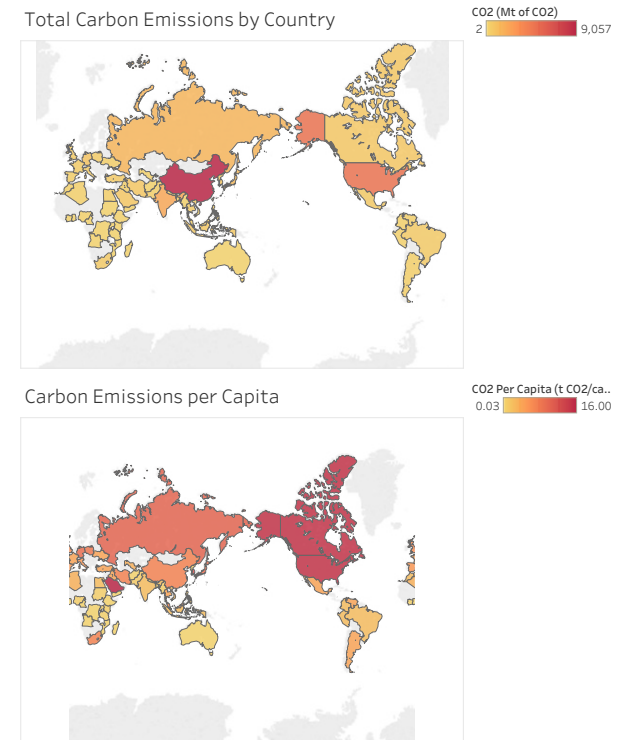 Total Carbon Emissions by Country
CO2 (Mt of CO2)
2 9,057
Carbon Emissions per Capita
CO2 Per Capita (t CO2/ca..
0.03 16.00